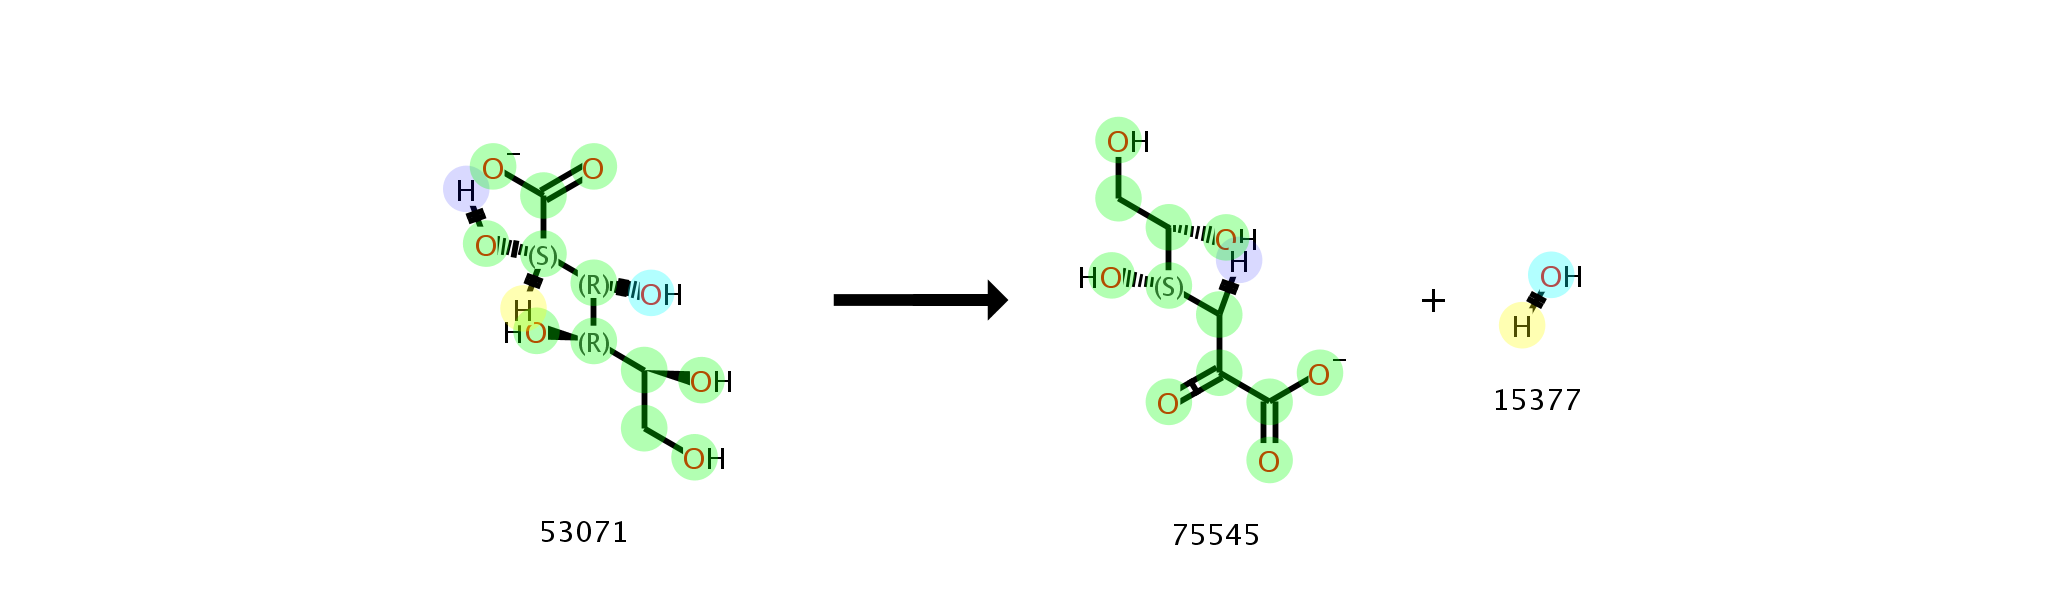 O− O
H
O (S) (R) OH
H
HO (R)
OH
OH
53071
OH
OH
H
HO (S)
O O−
O
75545
+
OH
H
15377